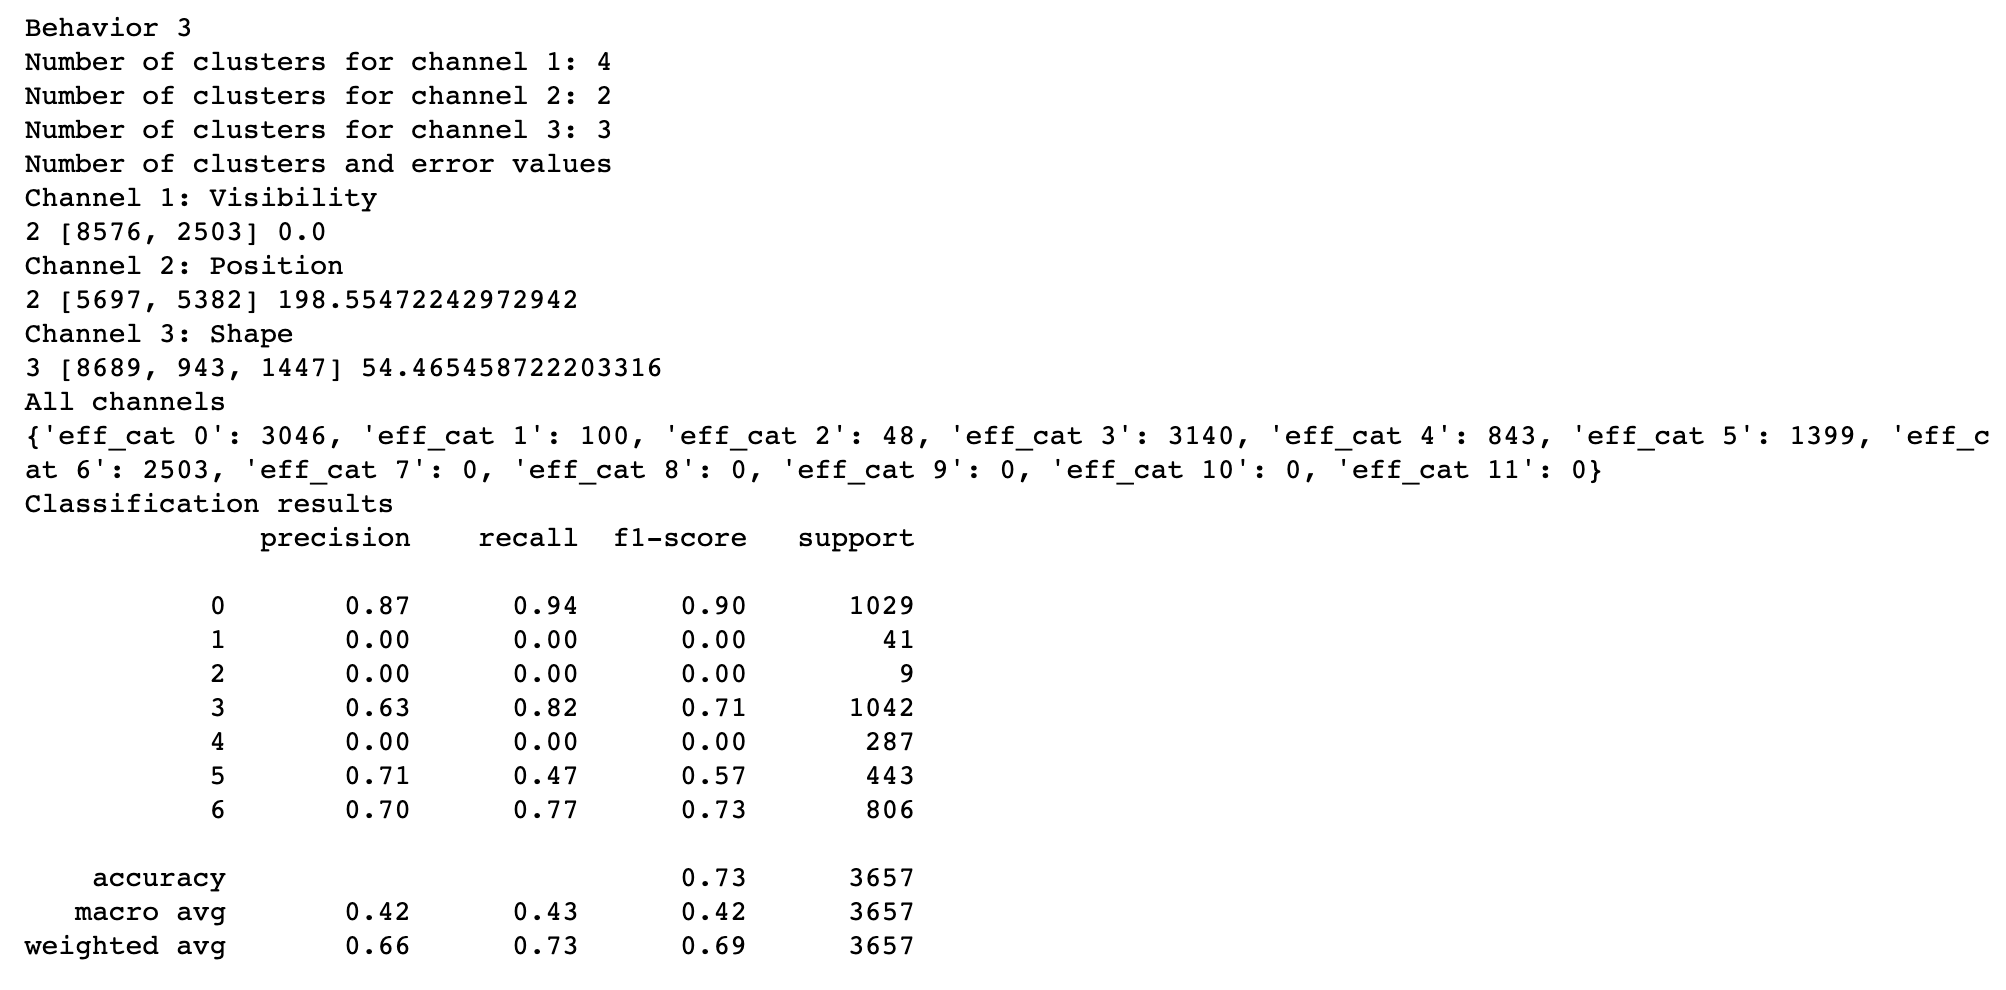 Behavior 3
Number of clusters for channel 1: 4
Number of clusters for channel 2: 2
Number of clusters for channel 3: 3
Number of clusters and error values
Channel 1: Visibility
2 [8576, 2503] 0.0
Channel 2: Position
2 [5697, 5382] 198.55472242972942
Channel 3: Shape
3 [8689, 943, 1447] 54.465458722203316
All channels
{'eff_cat 0': 3046, 'eff_cat 1': 100, 'eff_cat 2': 48, 'eff_cat 3': 3140, 'eff_cat 4': 843, 'eff_cat 5': 1399, 'eff_c
at 6': 2503, 'eff_cat 7': 0, 'eff_cat 8': 0, 'eff_cat 9': 0, 'eff_cat 10': 0, 'eff_cat 11': 0}
Classification results
precision recall f1-score support
0 0.87 0.94 0.90 1029
1 0.00 0.00 0.00 41
2 0.00 0.00 0.00 9
3 0.63 0.82 0.71 1042
4 0.00 0.00 0.00 287
5 0.71 0.47 0.57 443
6 0.70 0.77 0.73 806
accuracy 0.73 3657
macro avg 0.42 0.43 0.42 3657
weighted avg 0.66 0.73 0.69 3657